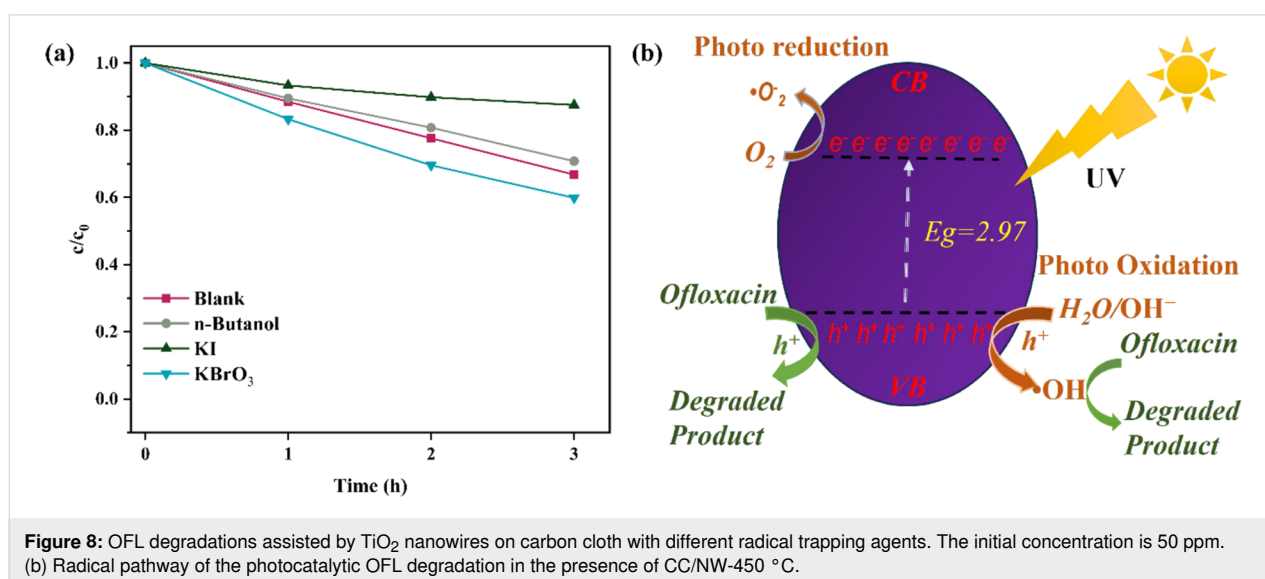 (a)
1.0
0.8
0.6
0.4
0.2
0.0
c/c₀
Blank
n-Butanol
KI
KBrO₃
0 1 2 3
Time (h)
(b)
Photo reduction
CB
•O⁻₂
O₂
e⁻ e⁻ e⁻ e⁻ e⁻ e⁻ e⁻ e⁻
UV
Eg=2.97
Photo Oxidation
Ofloxacin
H₂O/OH⁻
h⁺ h⁺ h⁺ h⁺ h⁺ h⁺
h⁺
h⁺
Ofloxacin
VB
•OH
Degraded
Product
Degraded
Product
Figure 8: OFL degradations assisted by TiO₂ nanowires on carbon cloth with different radical trapping agents. The initial concentration is 50 ppm.
(b) Radical pathway of the photocatalytic OFL degradation in the presence of CC/NW-450 °C.